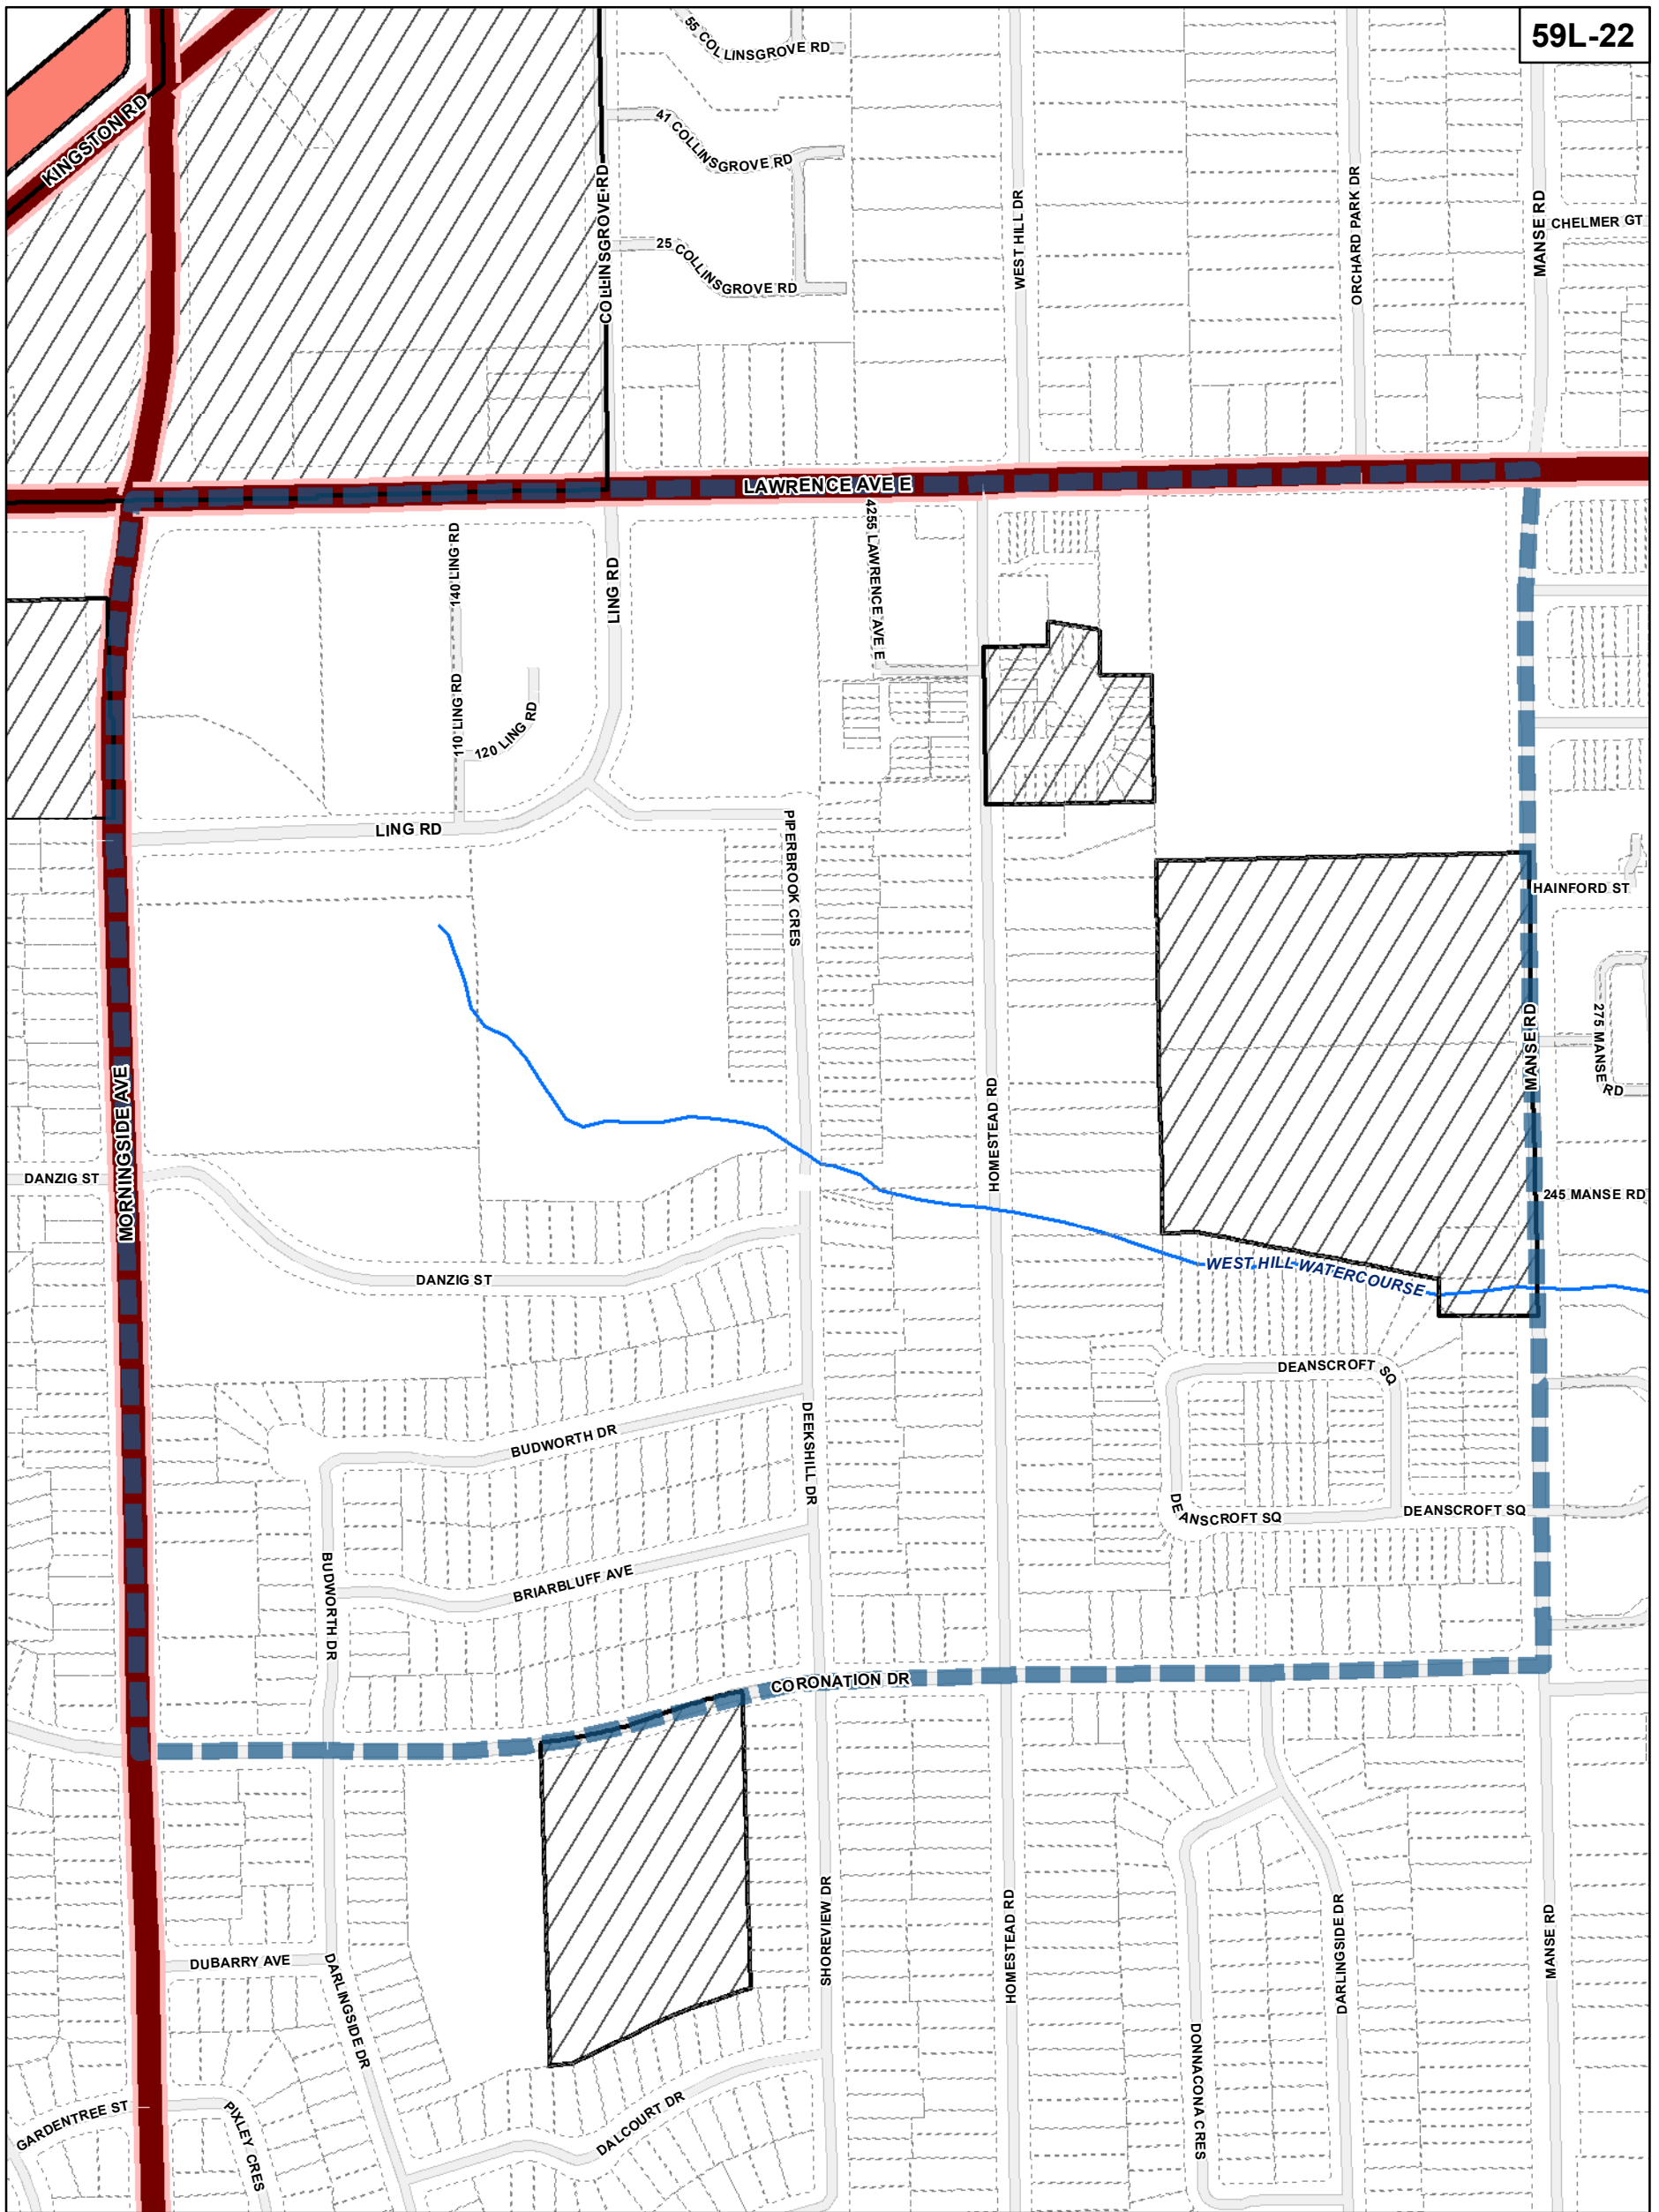 59L-22
55 COLLINSGROVE RD
KINGSTON RD
41 COLLINSGROVE RD
COLLINSGROVE RD
WEST HILL DR
ORCHARD PARK DR
MANSE RD
CHELMER GT
25 COLLINSGROVE RD
LAWRENCE AVE E
140 LING RD
LING RD
4255 LAWRENCE AVE E
110 LING RD
120 LING RD
LING RD
PIPERBROOK CRES
HAINFORD ST
MORNINGSIDE AVE
HOMESTEAD RD
MANSE RD
275 MANSE RD
DANZIG ST
245 MANSE RD
DANZIG ST
WEST HILL WATERCOURSE
DEANSCROFT SQ
BUDWORTH DR
DEEKSHILL DR
DEANSCROFT SQ
DEANSCROFT SQ
BUDWORTH DR
BRIARBLUFF AVE
CORONATION DR
DUBARRY AVE
DARLINGSIDE DR
SHOREVIEW DR
HOMESTEAD RD
DARLINGSIDE DR
MANSE RD
GARDENTREE ST
PIXLEY CRES
DALCOURT DR
DONNACONA CRES